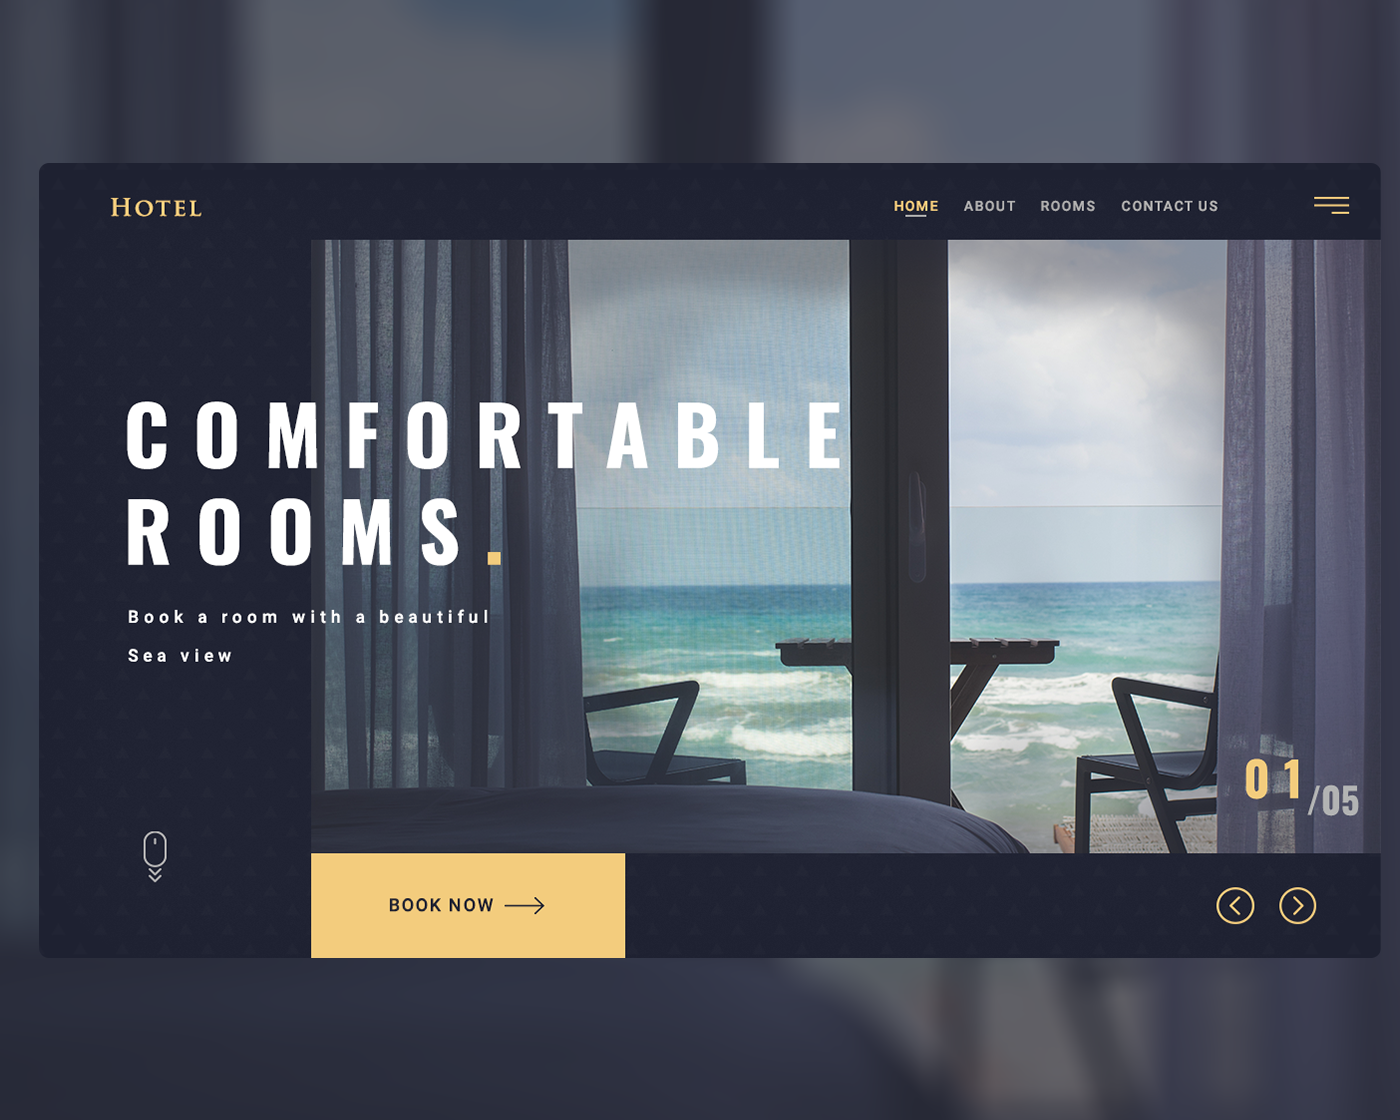 HOTEL
HOME ABOUT ROOMS CONTACT US
COMFORTABLE
ROOMS.
Book a room with a beautiful
Sea view
01/05
BOOK NOW